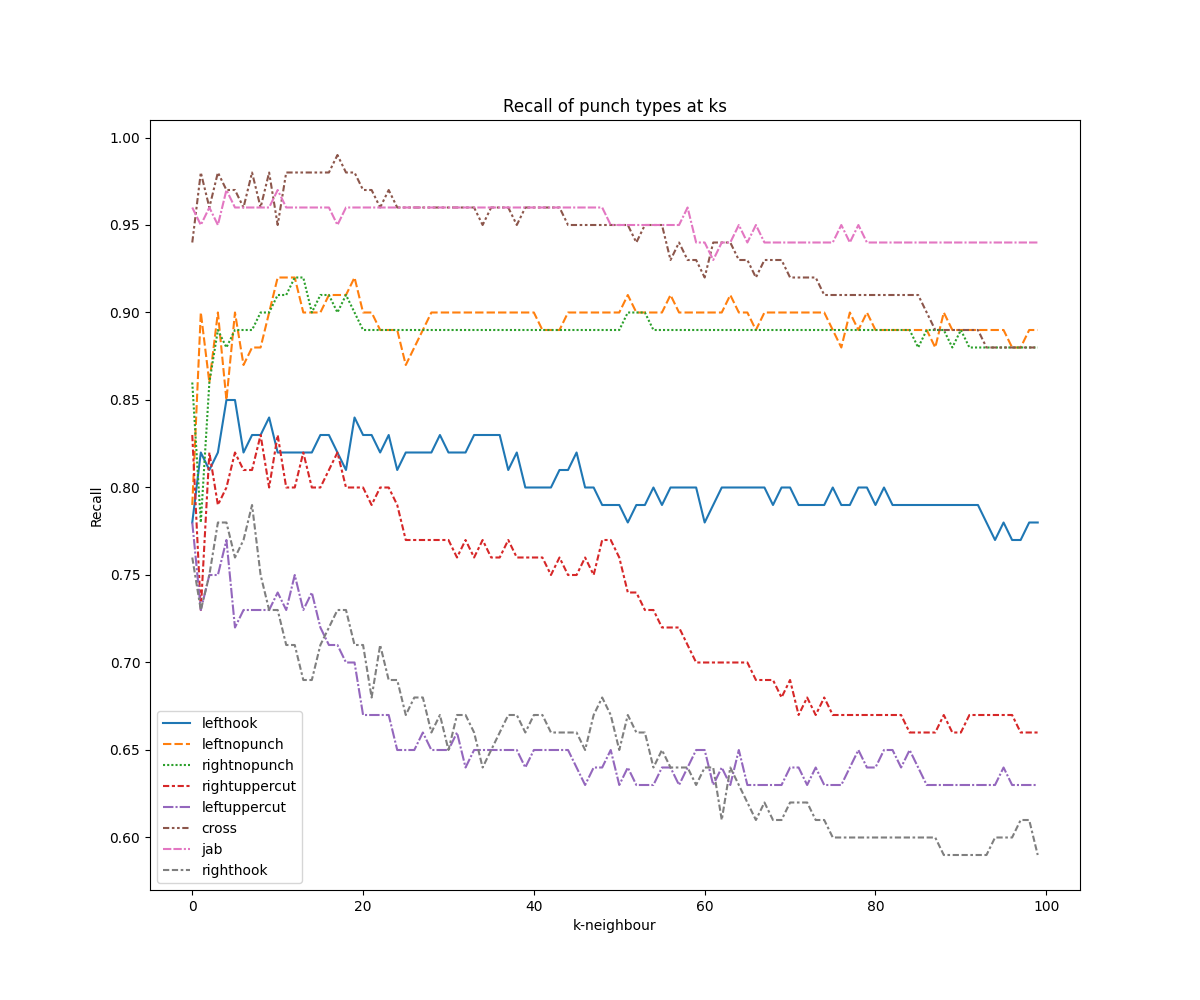 Recall of punch types at ks
1.00
0.95
0.90
0.85
0.80
0.75
0.70
0.65
0.60
Recall
lefthook
leftnopunch
rightnopunch
rightuppercut
leftuppercut
cross
jab
righthook
0 20 40 60 80 100
k-neighbour